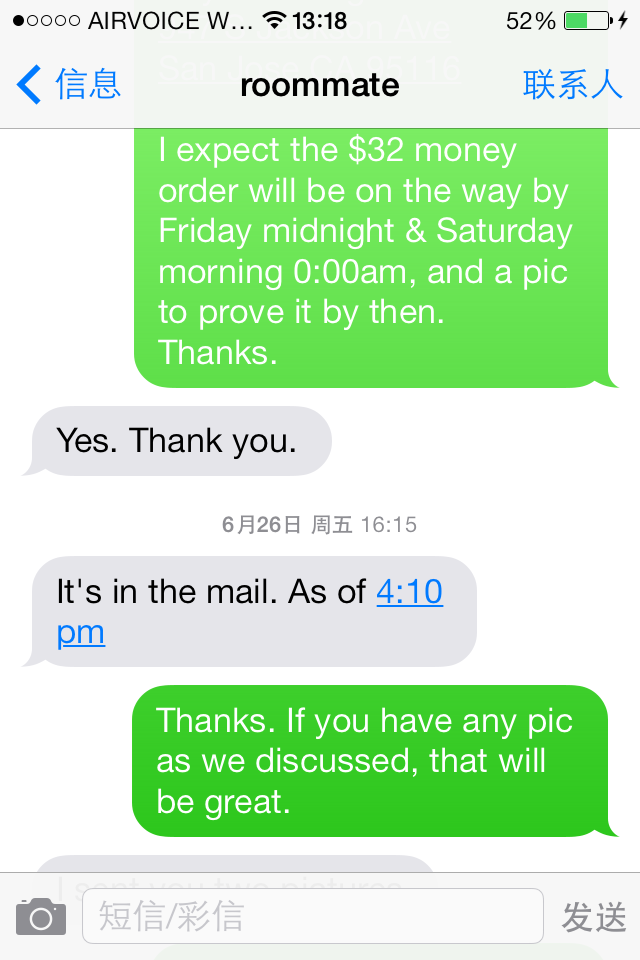 AIRVOICE W... 13:18 52%
信息 roommate 联系人
San Jose CA 95116
I expect the $32 money
order will be on the way by
Friday midnight & Saturday
morning 0:00am, and a pic
to prove it by then.
Thanks.
Yes. Thank you.
6月26日 周五 16:15
It's in the mail. As of 4:10
pm
Thanks. If you have any pic
as we discussed, that will
be great.
I sent you two pictures
短信/彩信 发送